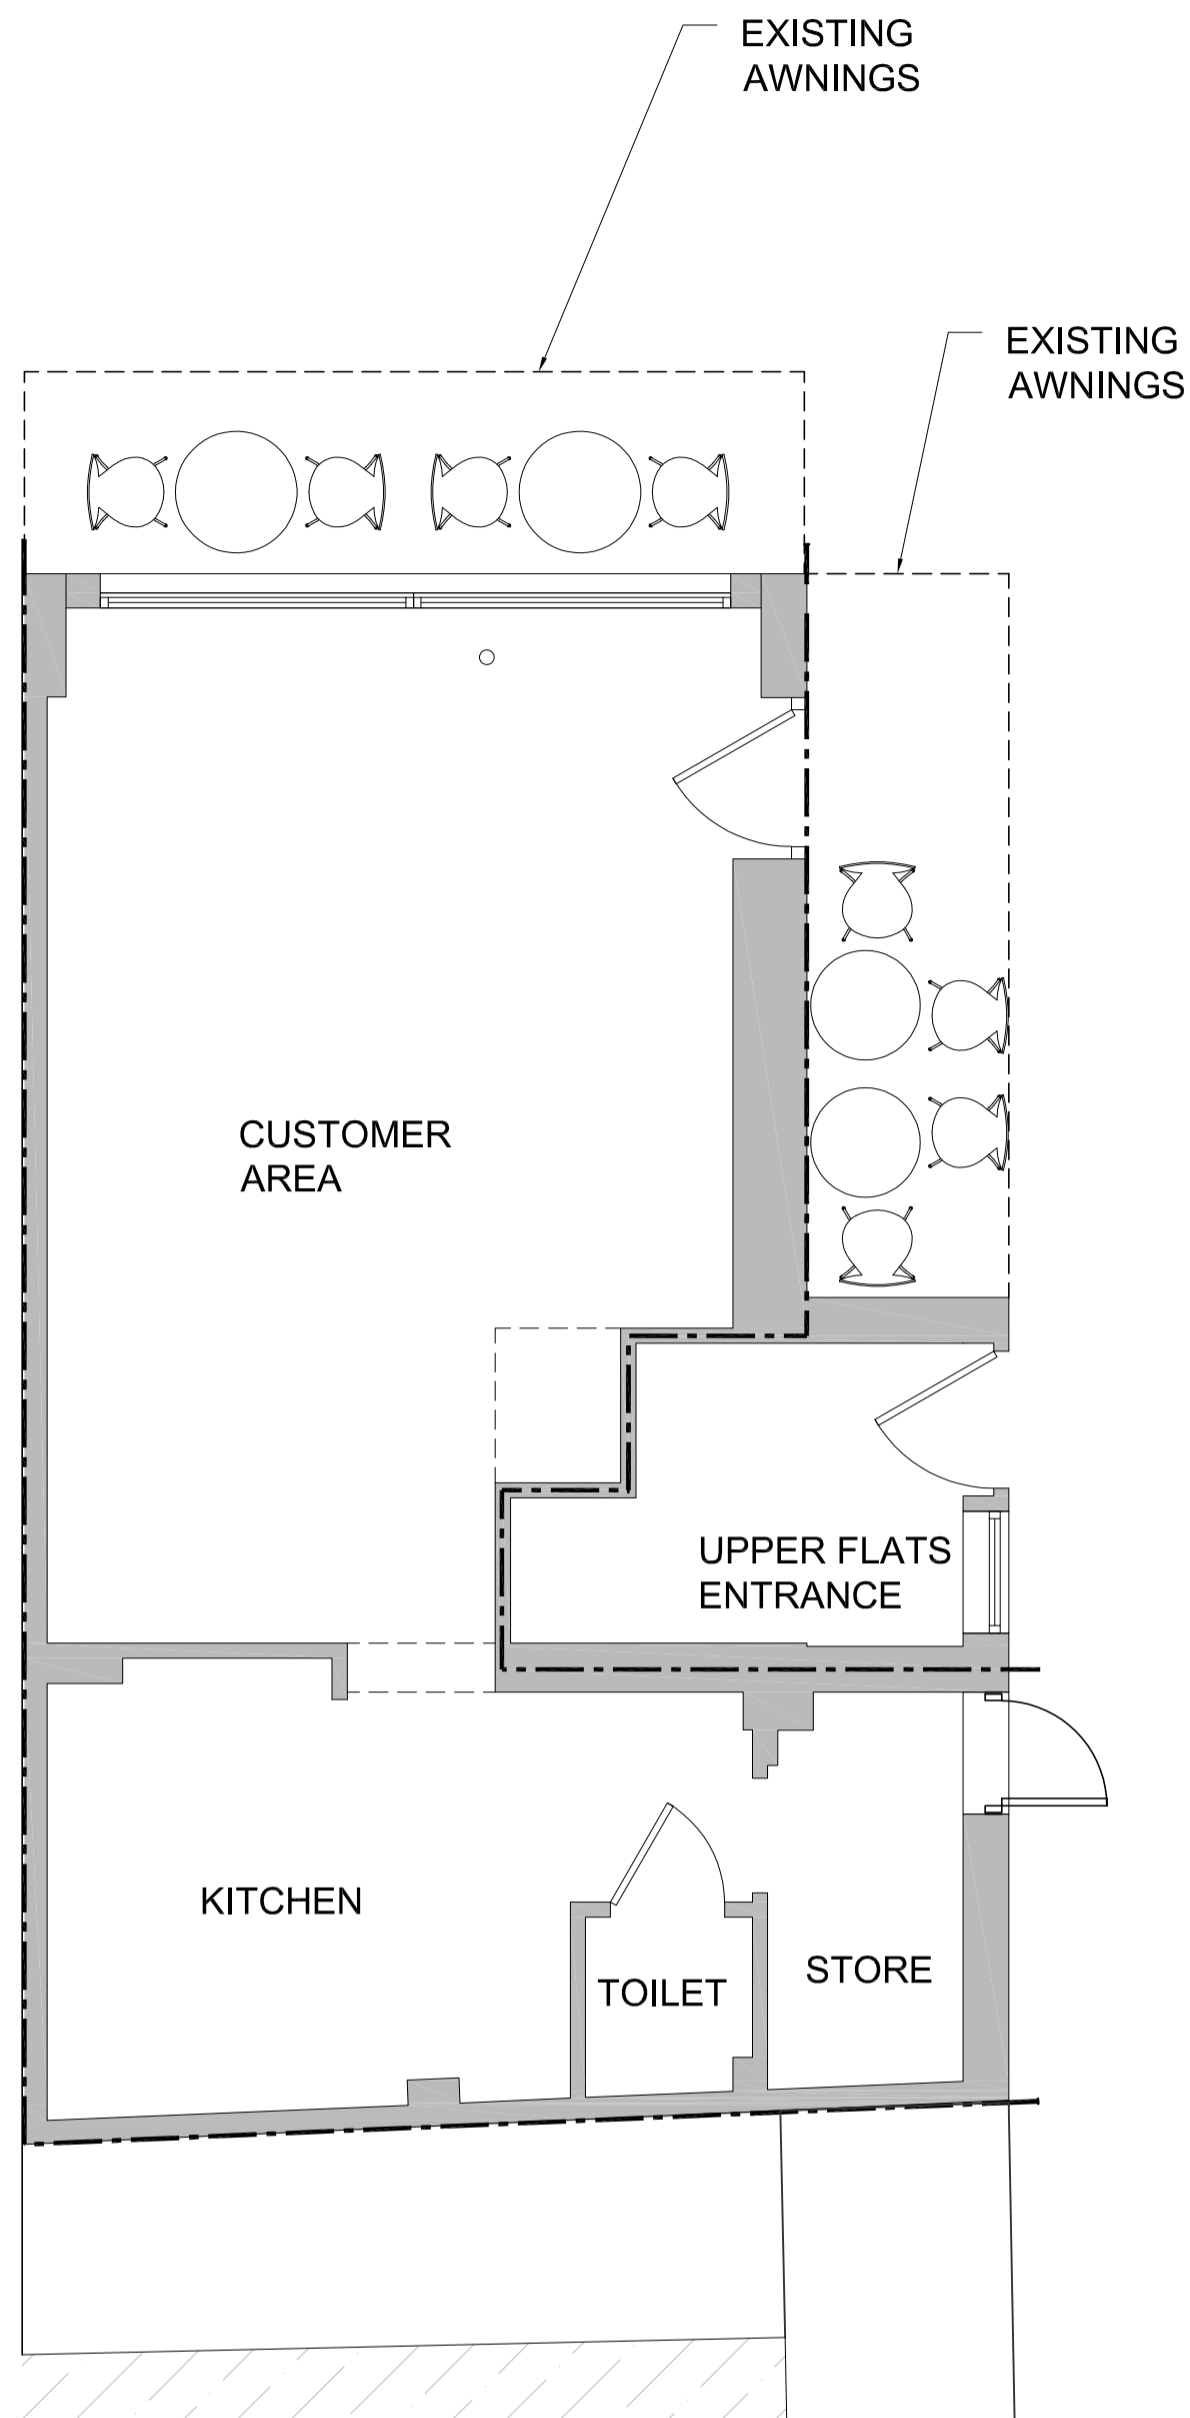 EXISTING
AWNINGS
EXISTING
AWNINGS
CUSTOMER
AREA
UPPER FLATS
ENTRANCE
KITCHEN
TOILET
STORE